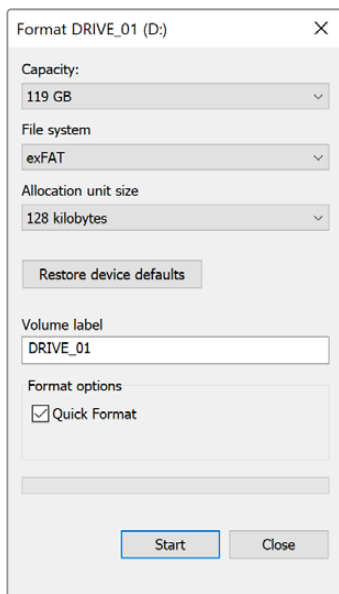 Format DRIVE_01 (D:)
Capacity:
119 GB
File system
exFAT
Allocation unit size
128 kilobytes
Restore device defaults
Volume label
DRIVE_01
Format options
Quick Format
Start Close